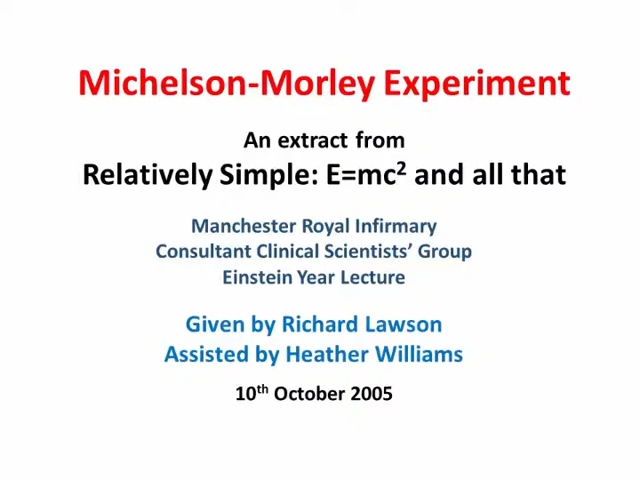 Michelson-Morley Experiment
An extract from
Relatively Simple: E=mc² and all that
Manchester Royal Infirmary
Consultant Clinical Scientists' Group
Einstein Year Lecture
Given by Richard Lawson
Assisted by Heather Williams
10th October 2005